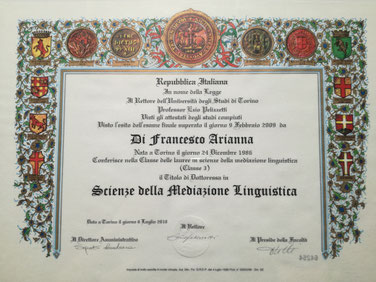 Repubblica Italiana
In nome della Legge
Il Rettore dell'Università degli Studi di Torino
Professor Ezio Pelizzetti
Visti gli attestati degli studi compiuti
Visto l'esito dell'esame finale superato il giorno 9 Febbraio 2009 da
Di Francesco Arianna
Nata a Torino il giorno 24 Dicembre 1986
Conferisce nella Classe delle lauree in scienze della mediazione linguistica
(Classe 3)
il Titolo di Dottoressa in
Scienze della Mediazione Linguistica
Dato a Torino il giorno 6 Luglio 2010
Il Rettore
Il Direttore Amministrativo
Il Preside della Facoltà